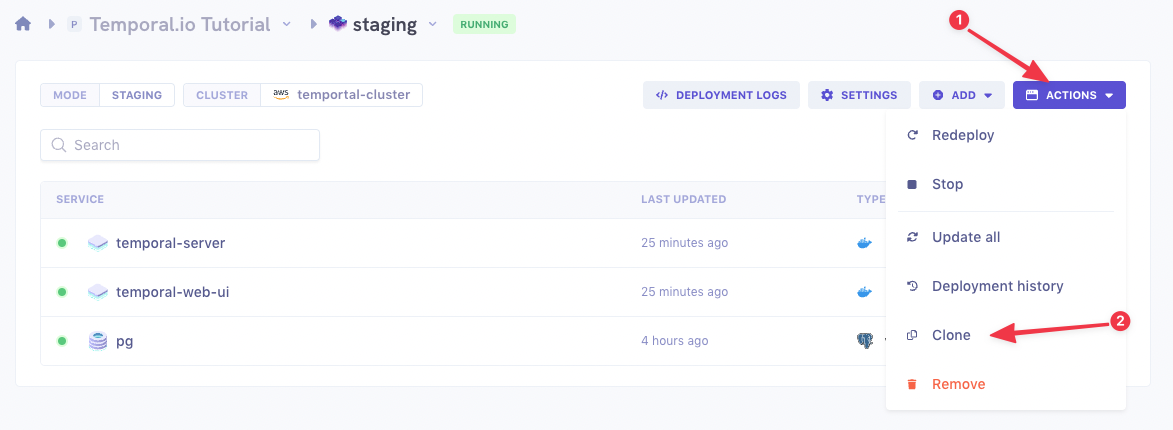 P Temporal.io Tutorial staging RUNNING
1
MODE STAGING CLUSTER aws temportal-cluster DEPLOYMENT LOGS SETTINGS ADD ACTIONS
Search
Redeploy
Stop
SERVICE LAST UPDATED TYPE
temporal-server 25 minutes ago
Update all
temporal-web-ui 25 minutes ago
Deployment history
pg 4 hours ago
Clone 2
Remove